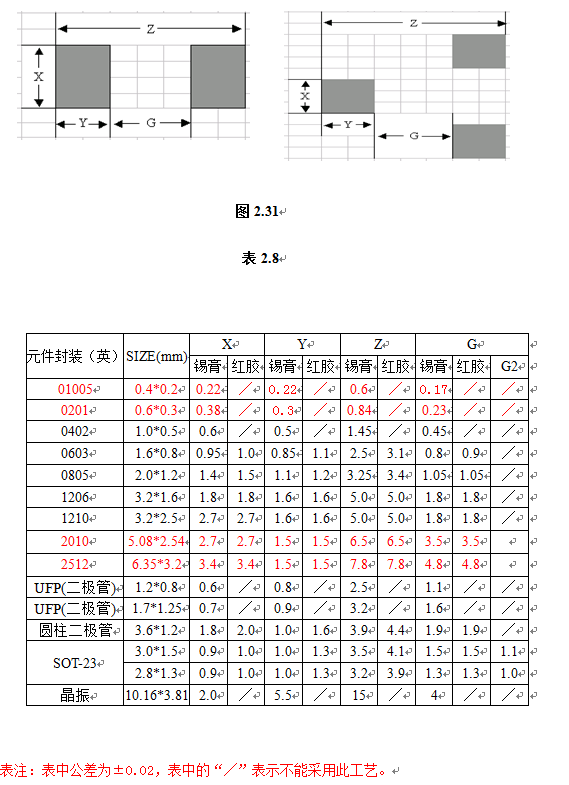 Z
X
Y
G
Z
X
Y
G
图 2.31
表 2.8
元件封装（英） SIZE(mm) X Y Z G
锡膏 红胶 锡膏 红胶 锡膏 红胶 锡膏 红胶 G2
01005 0.4*0.2 0.22 ／ 0.22 ／ 0.6 ／ 0.17 ／ ／
0201 0.6*0.3 0.38 ／ 0.3 ／ 0.84 ／ 0.23 ／ ／
0402 1.0*0.5 0.6 ／ 0.5 ／ 1.45 ／ 0.45 ／ ／
0603 1.6*0.8 0.95 1.0 0.85 1.1 2.5 3.1 0.8 0.9 ／
0805 2.0*1.2 1.4 1.5 1.1 1.2 3.25 3.4 1.05 1.05 ／
1206 3.2*1.6 1.8 1.8 1.6 1.6 5.0 5.0 1.8 1.8 ／
1210 3.2*2.5 2.7 2.7 1.6 1.6 5.0 5.0 1.8 1.8 ／
2010 5.08*2.54 2.7 2.7 1.5 1.5 6.5 6.5 3.5 3.5
2512 6.35*3.2 3.4 3.4 1.5 1.5 7.8 7.8 4.8 4.8
UFP(二极管) 1.2*0.8 0.6 ／ 0.8 ／ 2.5 ／ 1.1 ／ ／
UFP(二极管) 1.7*1.25 0.7 ／ 0.9 ／ 3.2 ／ 1.6 ／ ／
圆柱二极管 3.6*1.2 1.8 2.0 1.0 1.6 3.9 4.4 1.9 1.9 ／
SOT-23 3.0*1.5 0.9 1.0 1.0 1.3 3.5 4.1 1.5 1.5 1.1
2.8*1.3 0.9 1.0 1.0 1.3 3.2 3.9 1.3 1.3 1.0
晶振 10.16*3.81 2.0 ／ 5.5 ／ 15 ／ 4 ／ ／
表注：表中公差为±0.02，表中的“／”表示不能采用此工艺。